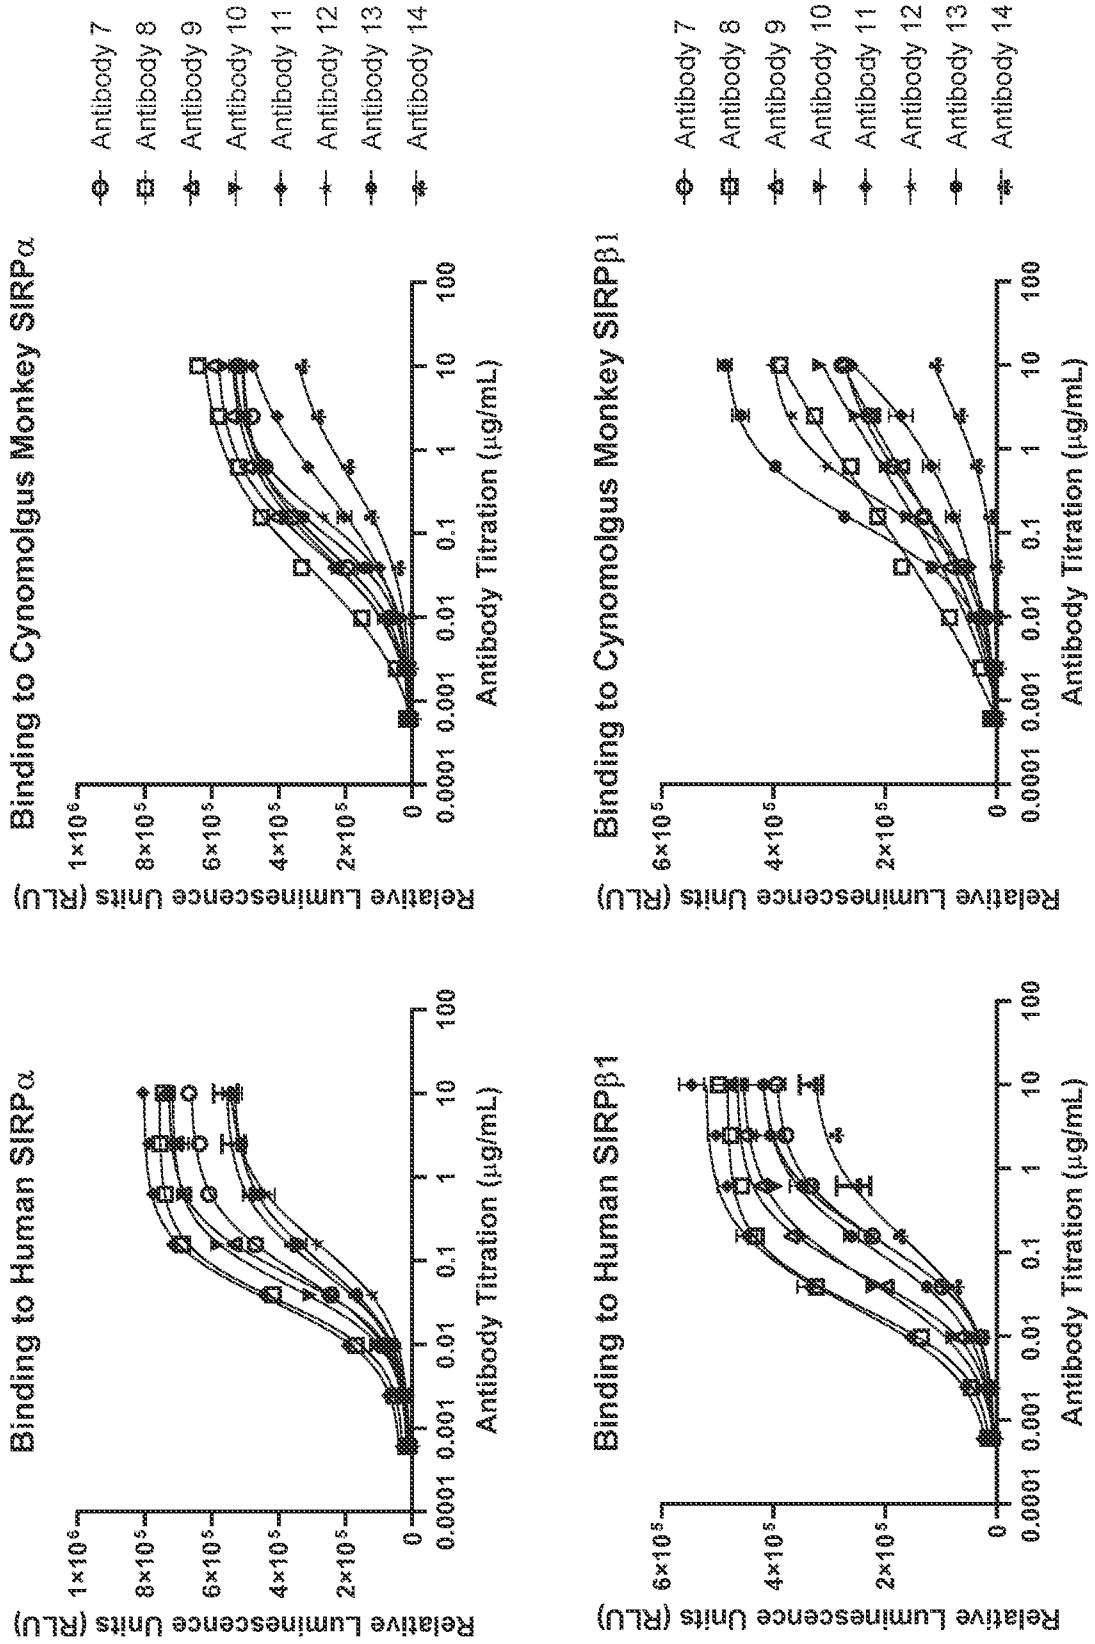 Binding to Human SIRPα
Relative Luminescence Units (RLU)
1×10⁶
8×10⁵
6×10⁵
4×10⁵
2×10⁵
0
0.0001 0.001 0.01 0.1 1 10 100
Antibody Titration (µg/mL)
Binding to Cynomolgus Monkey SIRPα
Relative Luminescence Units (RLU)
1×10⁶
8×10⁵
6×10⁵
4×10⁵
2×10⁵
0
0.0001 0.001 0.01 0.1 1 10 100
Antibody Titration (µg/mL)
Antibody 7
Antibody 8
Antibody 9
Antibody 10
Antibody 11
Antibody 12
Antibody 13
Antibody 14
Binding to Human SIRPβ1
Relative Luminescence Units (RLU)
6×10⁵
4×10⁵
2×10⁵
0
0.0001 0.001 0.01 0.1 1 10 100
Antibody Titration (µg/mL)
Binding to Cynomolgus Monkey SIRPβ1
Relative Luminescence Units (RLU)
6×10⁵
4×10⁵
2×10⁵
0
0.0001 0.001 0.01 0.1 1 10 100
Antibody Titration (µg/mL)
Antibody 7
Antibody 8
Antibody 9
Antibody 10
Antibody 11
Antibody 12
Antibody 13
Antibody 14